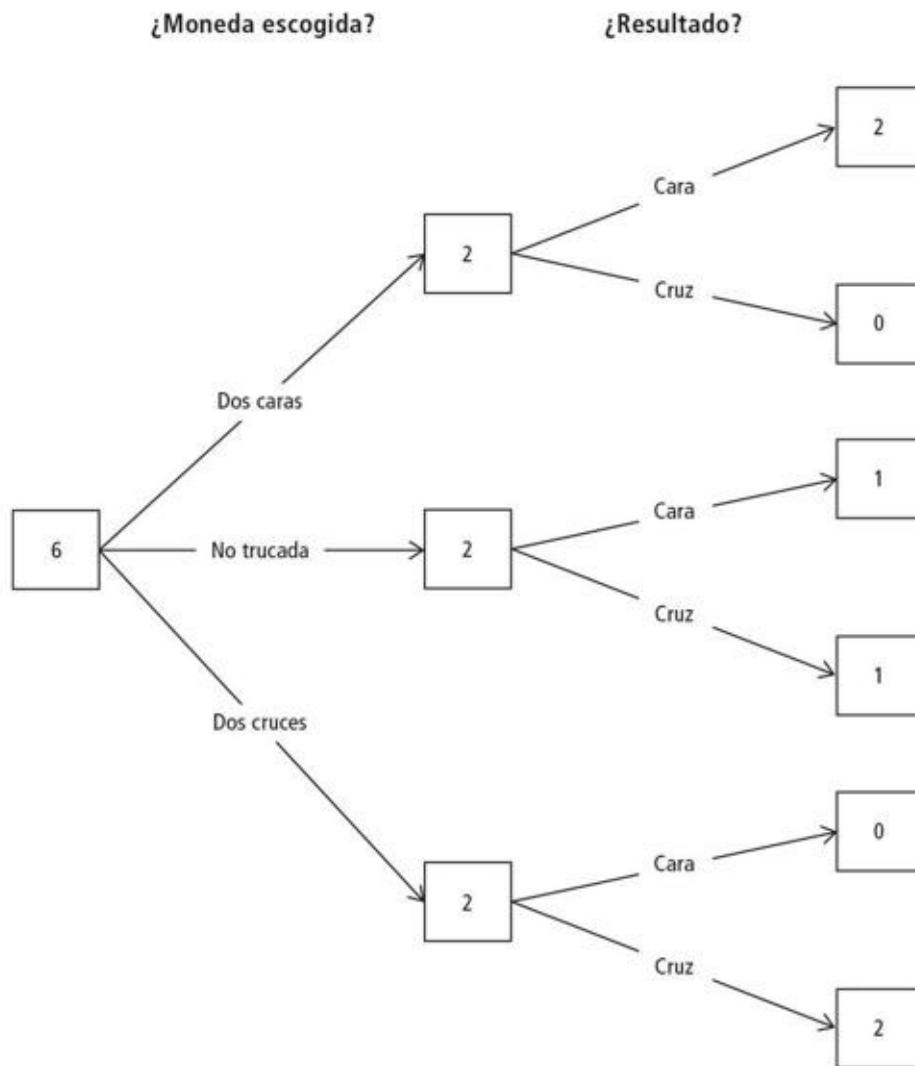 ¿Moneda escogida? ¿Resultado?
2
Cara
2
Cruz
0
Dos caras
1
Cara
6
No trucada
2
Cruz
1
Dos cruces
0
Cara
2
Cruz
2